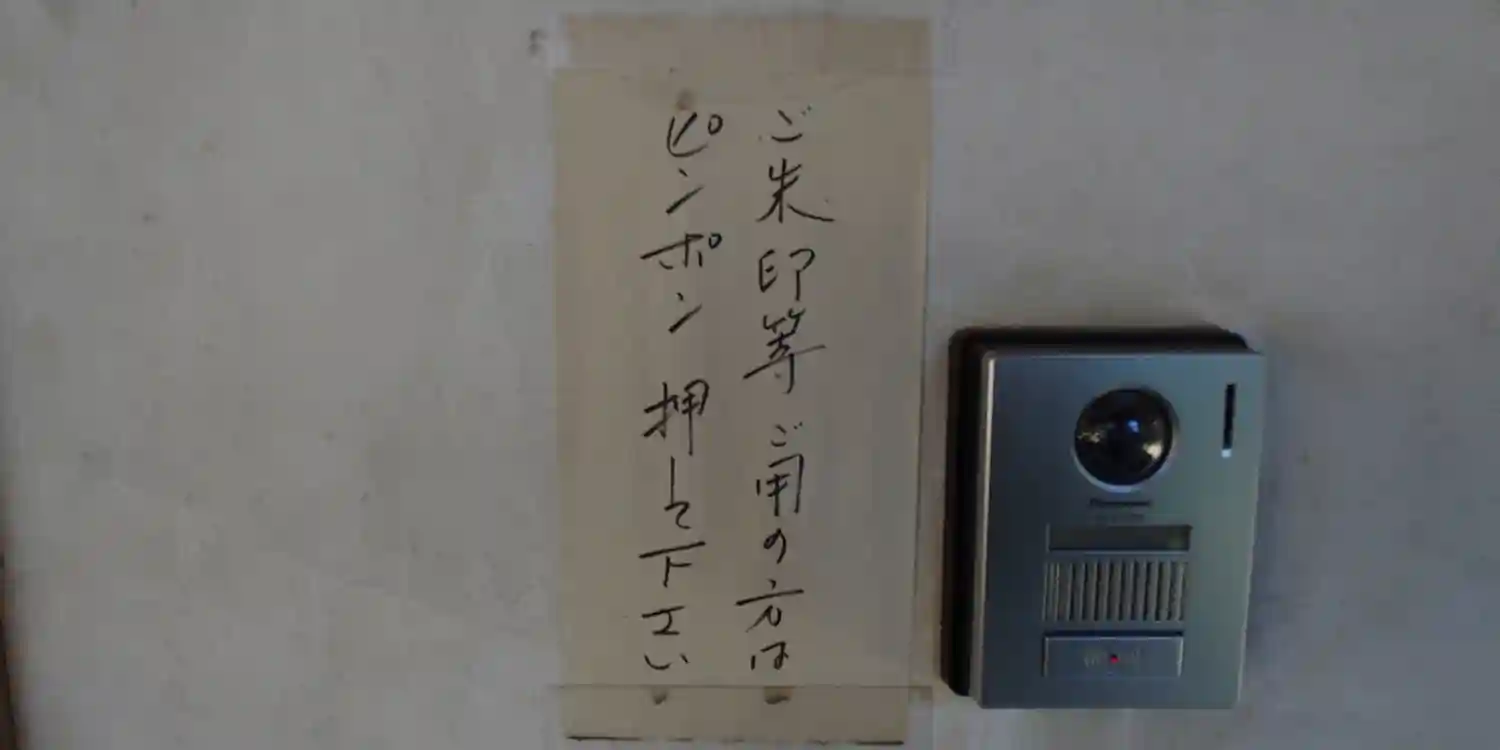 ご朱印等ご用の方は
ピンポン押して下さい
Panasonic